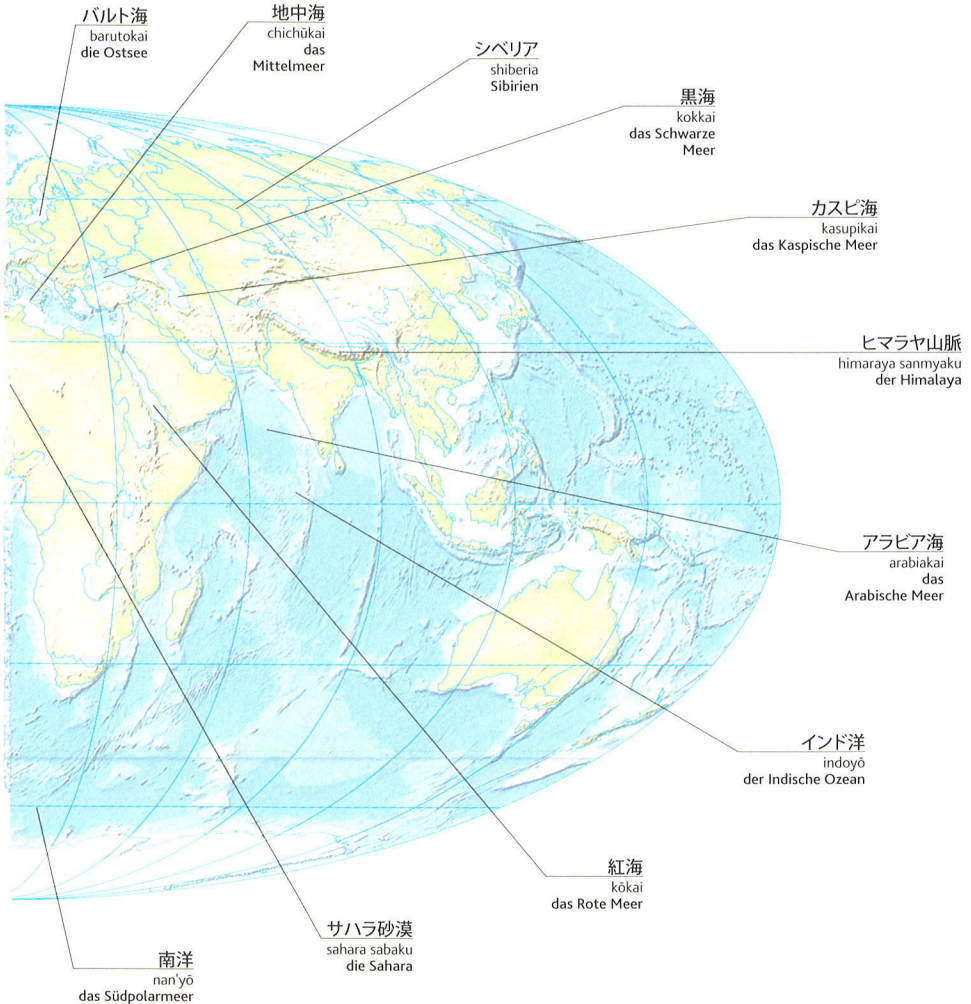 バルト海
barutokai
die Ostsee
地中海
chichūkai
das
Mittelmeer
シベリア
shiberia
Sibirien
黒海
kokkai
das Schwarze
Meer
カスピ海
kasupikai
das Kaspische Meer
ヒマラヤ山脈
himaraya sanmyaku
der Himalaya
アラビア海
arabiakai
das
Arabische Meer
インド洋
indoyō
der Indische Ozean
紅海
kōkai
das Rote Meer
サハラ砂漠
sahara sabaku
die Sahara
南洋
nan'yō
das Südpolarmeer